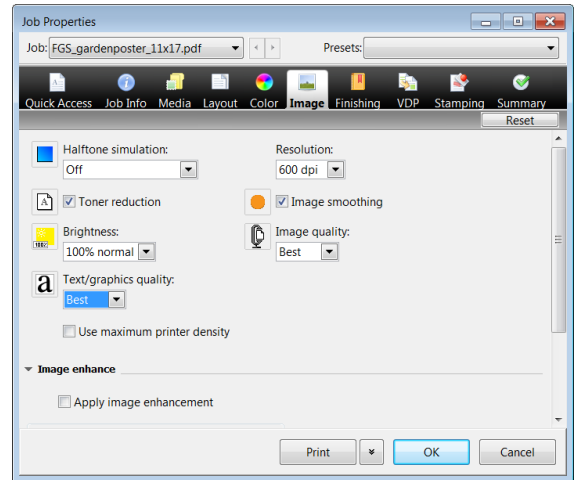 Job Properties
Job: FGS_gardenposter_11x17.pdf Presets:
Quick Access Job Info Media Layout Color Image Finishing VDP Stamping Summary
Reset
Halftone simulation: Resolution:
Off 600 dpi
A Toner reduction Image smoothing
Brightness: Image quality:
100% normal Best
100%
a Text/graphics quality:
Best
Use maximum printer density
Image enhance
Apply image enhancement
Print OK Cancel